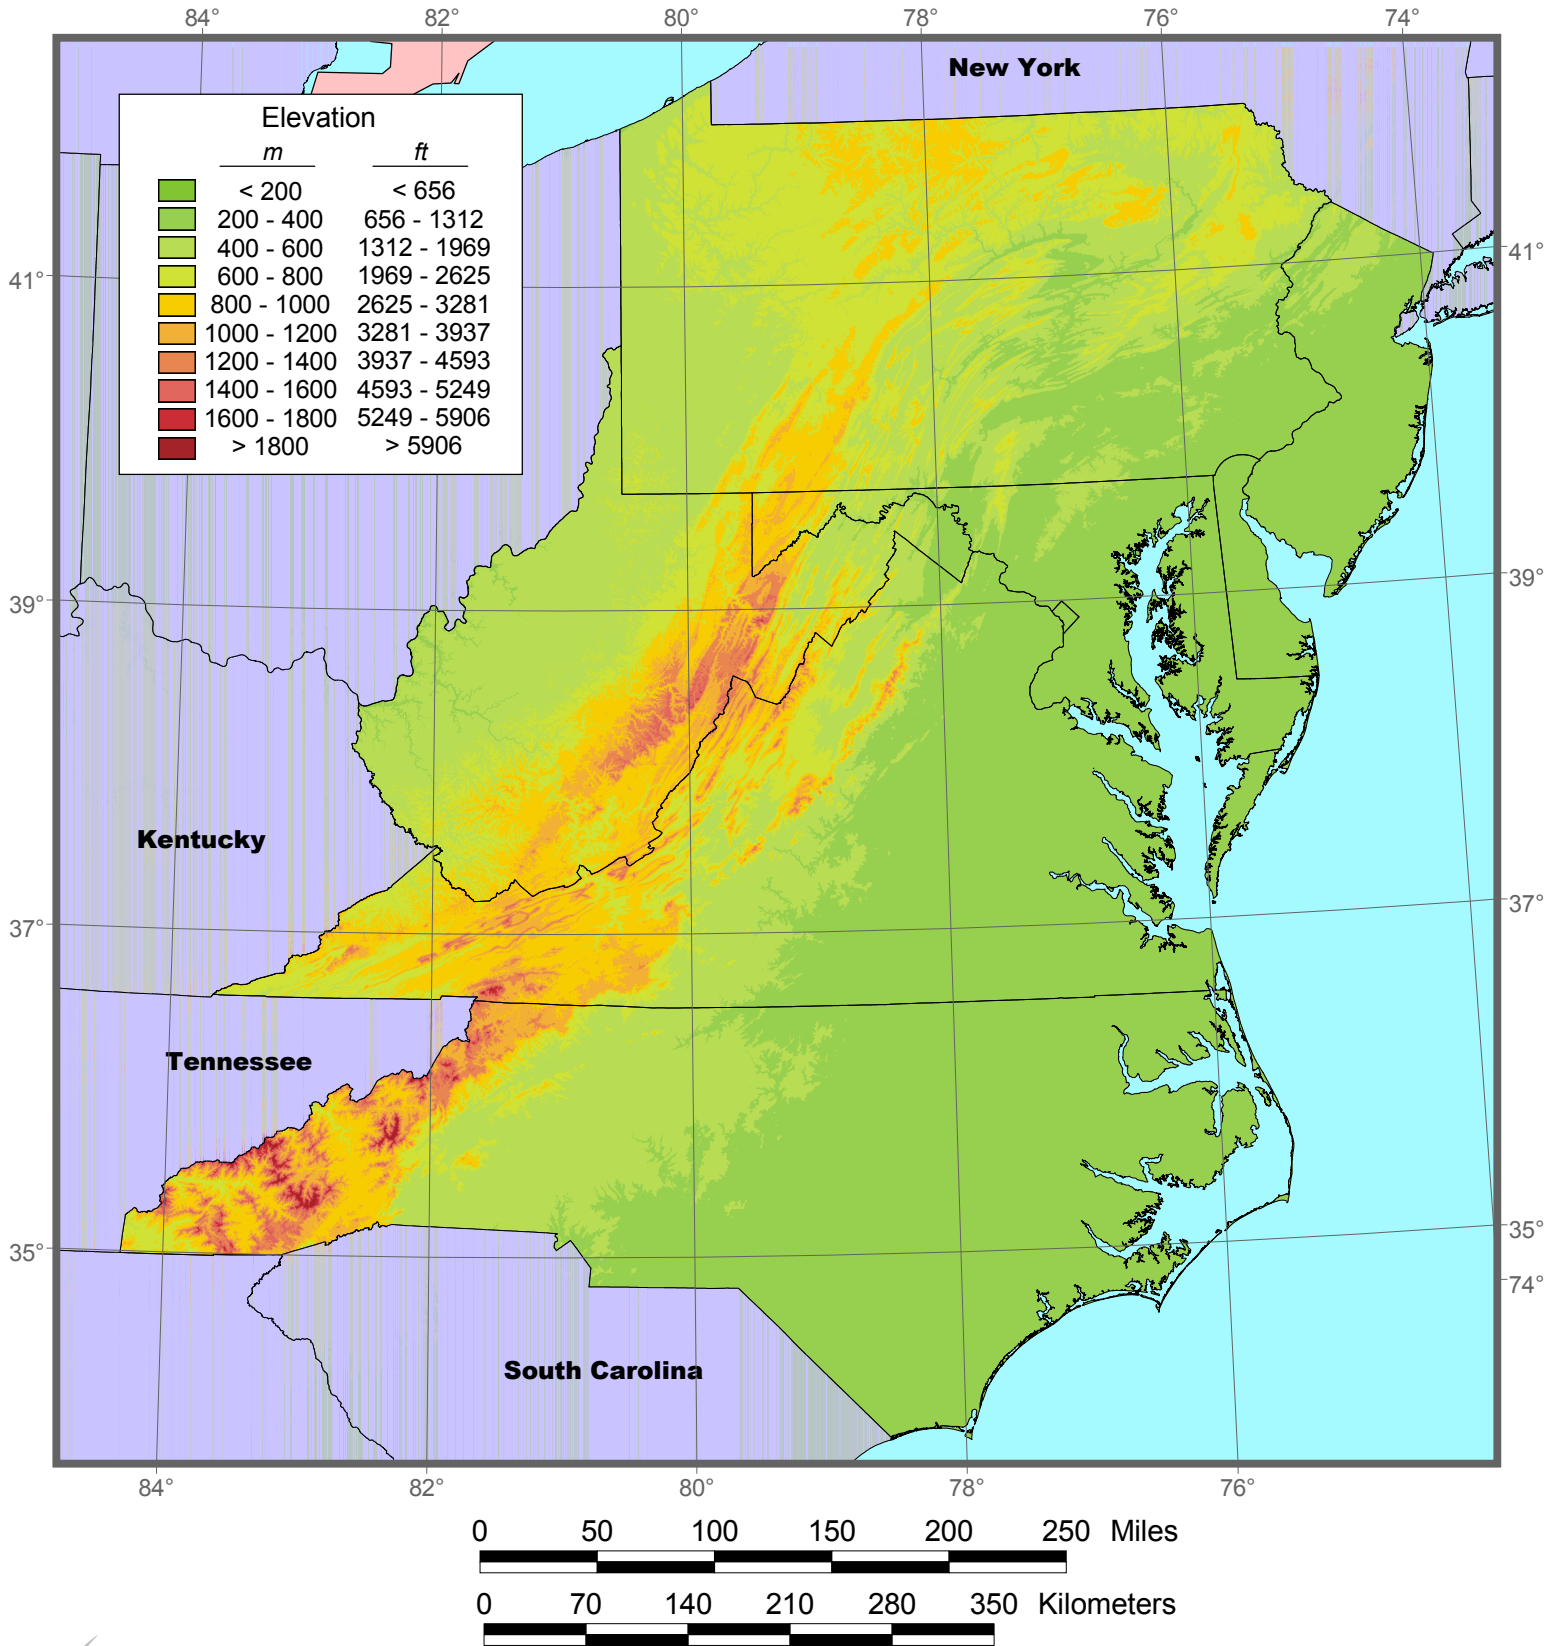 84° 82° 80° 78° 76° 74°
New York
Elevation
m ft
< 200 < 656
200 - 400 656 - 1312
400 - 600 1312 - 1969
600 - 800 1969 - 2625
800 - 1000 2625 - 3281
1000 - 1200 3281 - 3937
1200 - 1400 3937 - 4593
1400 - 1600 4593 - 5249
1600 - 1800 5249 - 5906
> 1800 > 5906
41° 41°
39° 39°
Kentucky
37° 37°
Tennessee
35° 35°
74°
South Carolina
84° 82° 80° 78° 76°
0 50 100 150 200 250 Miles
0 70 140 210 280 350 Kilometers